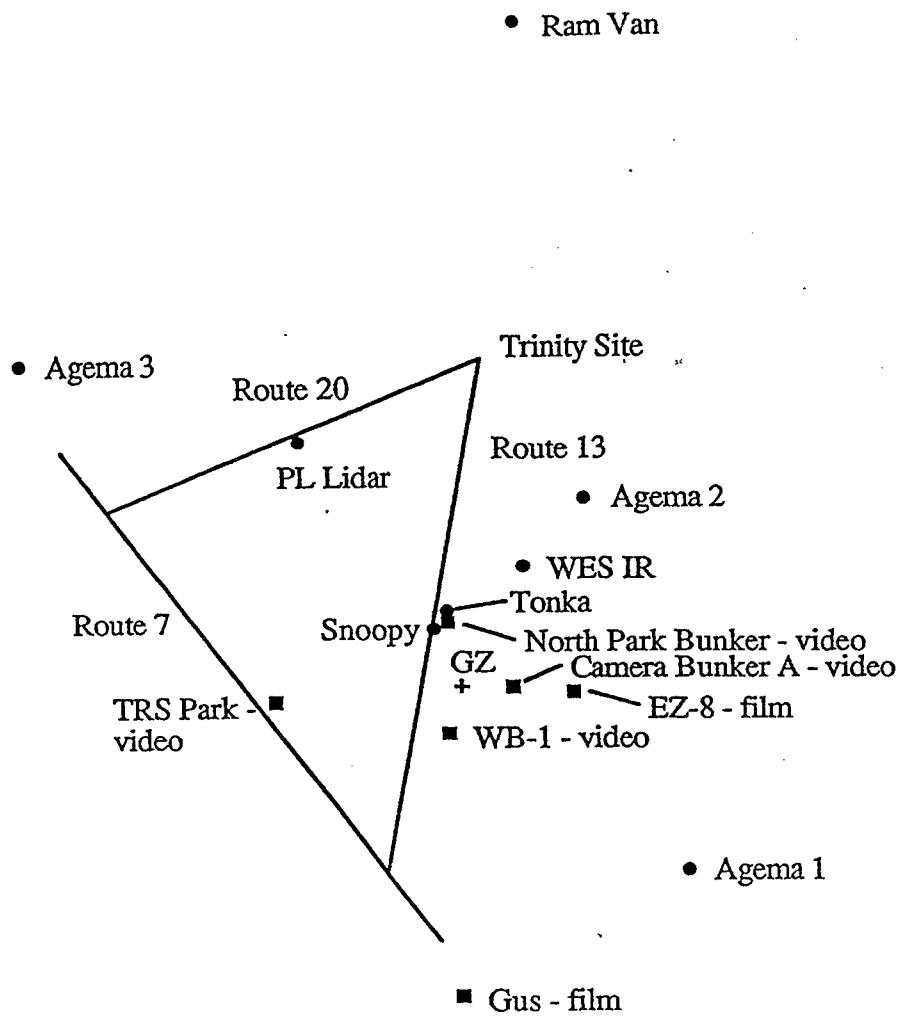 Ram Van
Trinity Site
Agema 3
Route 20
Route 13
PL Lidar
Agema 2
WES IR
Tonka
Route 7
Snoopy
North Park Bunker - video
GZ
Camera Bunker A - video
EZ-8 - film
TRS Park -
video
WB-1 - video
Agema 1
Gus - film